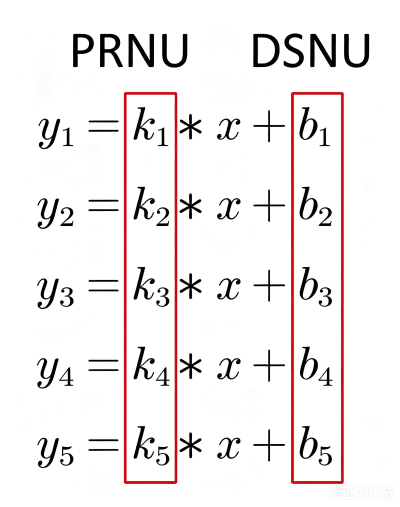 PRNU DSNU
y₁ = k₁ * x + b₁
y₂ = k₂ * x + b₂
y₃ = k₃ * x + b₃
y₄ = k₄ * x + b₄
y₅ = k₅ * x + b₅